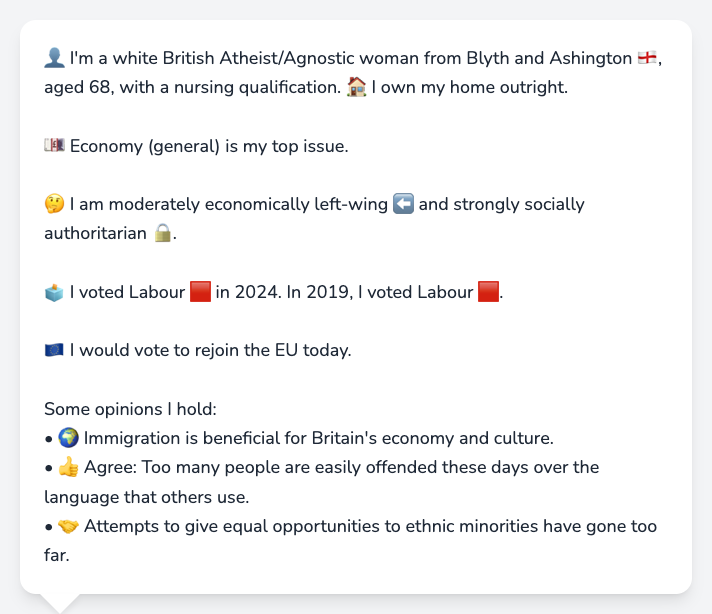 👤 I'm a white British Atheist/Agnostic woman from Blyth and Ashington 🏴󠁧󠁢󠁥󠁮󠁧󠁿,
aged 68, with a nursing qualification. 🏠 I own my home outright.
💷 Economy (general) is my top issue.
🤔 I am moderately economically left-wing ⬅️ and strongly socially
authoritarian 🔒.
🗳️ I voted Labour 🟥 in 2024. In 2019, I voted Labour 🟥.
🇪🇺 I would vote to rejoin the EU today.
Some opinions I hold:
• 🌍 Immigration is beneficial for Britain's economy and culture.
• 👍 Agree: Too many people are easily offended these days over the
language that others use.
• 🤝 Attempts to give equal opportunities to ethnic minorities have gone too
far.